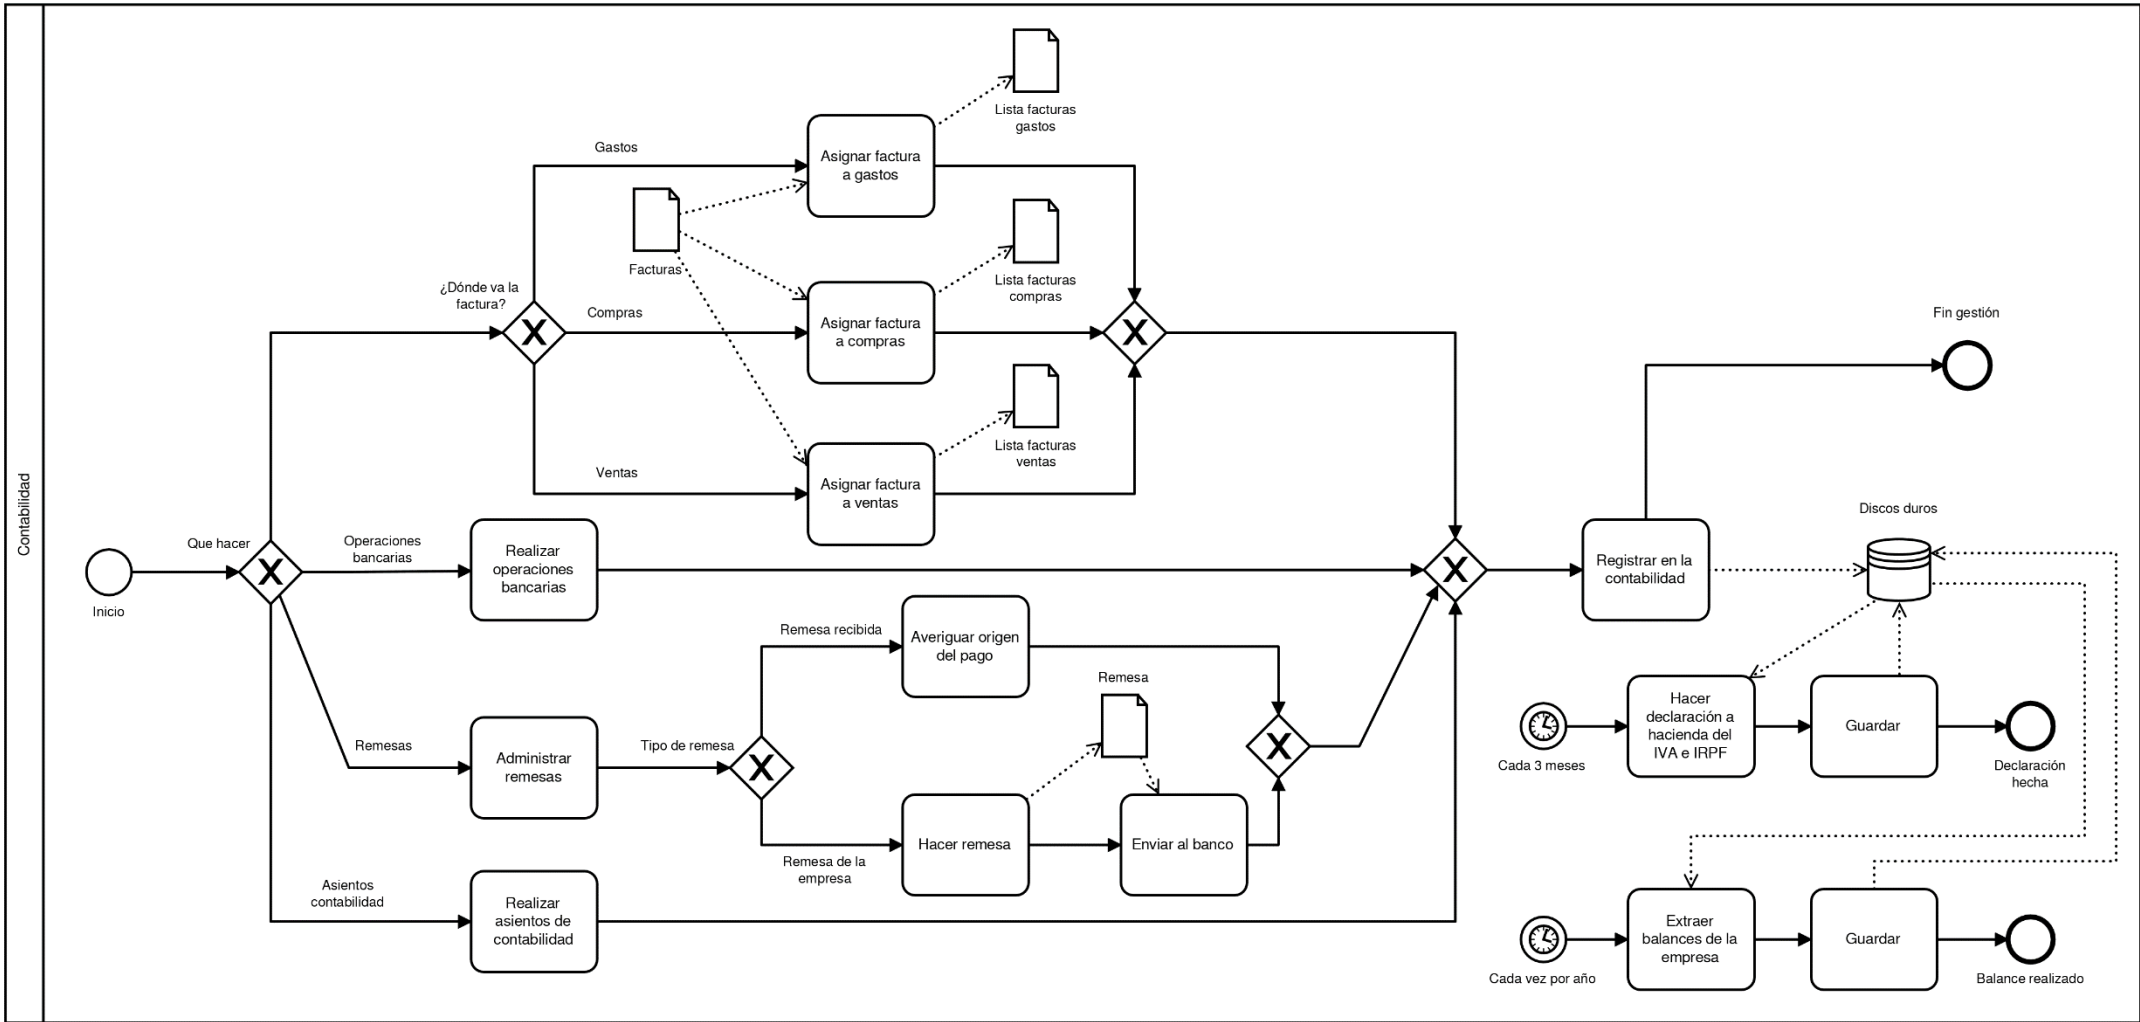 Contabilidad
Inicio
Que hacer
¿Dónde va la
factura?
Gastos
Compras
Ventas
Facturas
Asignar factura
a gastos
Lista facturas
gastos
Asignar factura
a compras
Lista facturas
compras
Asignar factura
a ventas
Lista facturas
ventas
Operaciones
bancarias
Realizar
operaciones
bancarias
Remesas
Administrar
remesas
Tipo de remesa
Remesa recibida
Averiguar origen
del pago
Remesa de la
empresa
Hacer remesa
Remesa
Enviar al banco
Asientos
contabilidad
Realizar
asientos de
contabilidad
Registrar en la
contabilidad
Fin gestión
Discos duros
Cada 3 meses
Hacer
declaración a
hacienda del
IVA e IRPF
Guardar
Declaración
hecha
Cada vez por año
Extraer
balances de la
empresa
Guardar
Balance realizado